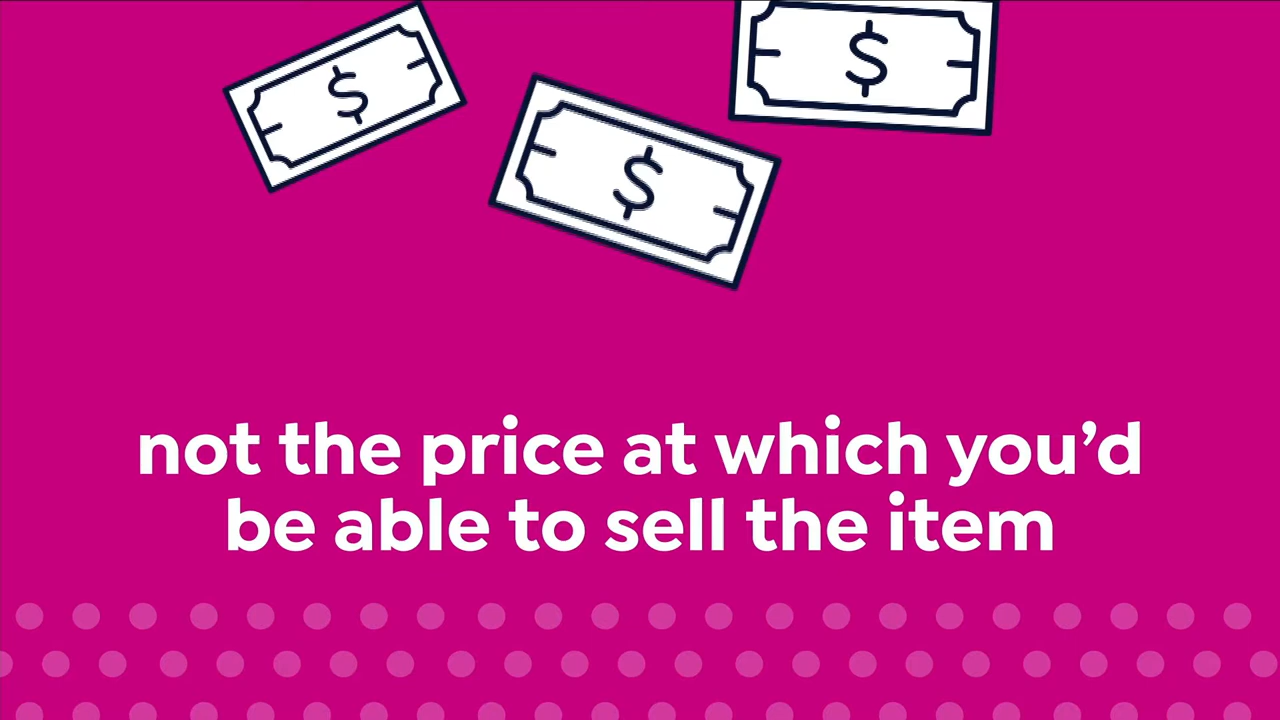 $
$
$
not the price at which you’d
be able to sell the item